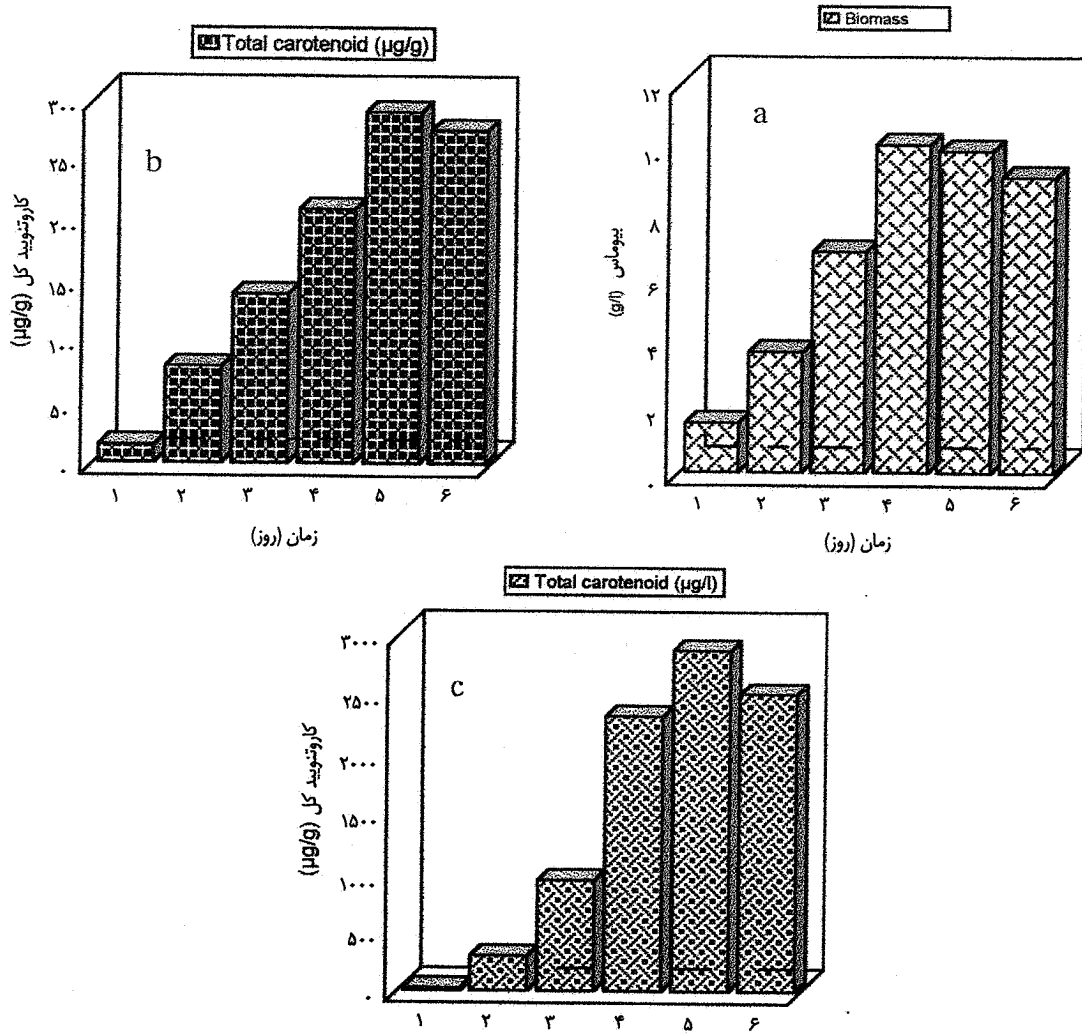 Total carotenoid (µg/g)
b
۳۰۰
۲۵۰
۲۰۰
۱۵۰
۱۰۰
۵۰
۰
کاروتنویید کل (µg/g)
۱ ۲ ۳ ۴ ۵ ۶
زمان (روز)
Biomass
a
۱۲
۱۰
۸
۶
۴
۲
۰
بیوماس (g/l)
۱ ۲ ۳ ۴ ۵ ۶
زمان (روز)
Total carotenoid (µg/l)
c
۳۰۰۰
۲۵۰۰
۲۰۰۰
۱۵۰۰
۱۰۰۰
۵۰۰
۰
کاروتنویید کل (µg/g)
۱ ۲ ۳ ۴ ۵ ۶